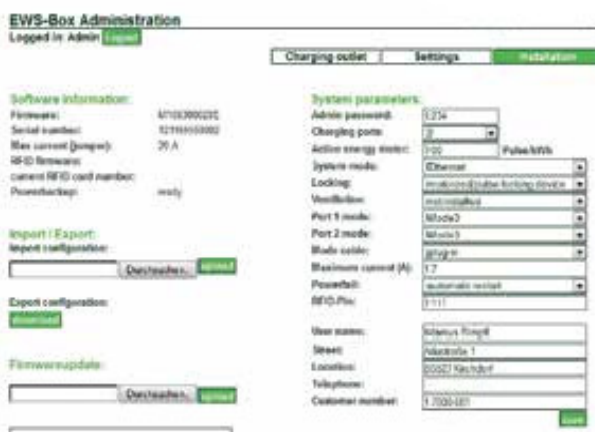 EWS-Box Administration
Logged in: Admin Logout
Charging outlet
Settings
Installation
Software information:
Firmware:
Serial number:
Max current (jumper): 20 A
RFID firmware:
current RFID card number:
Powerbackup: ready
Import / Export:
Import configuration:
Durchsuchen... upload
Export configuration:
download
Firmwareupdate:
Durchsuchen... upload
System parameters:
Admin password: 1234
Charging ports: 2
Active energy meter: Pulse/kWh
System mode: Ethernet
Locking:
Ventilation: not installed
Port 1 mode: Mode3
Port 2 mode: Mode3
Mode cable: plug-in
Maximum current (A):
Powerfail: automatic restart
RFID-Pin: 1111
User name:
Street:
Location:
Telephone:
Customer number:
save